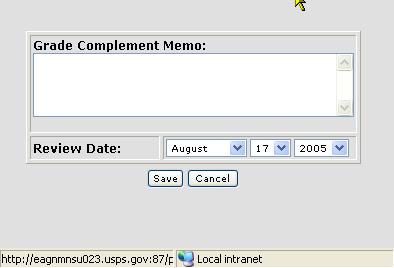 Grade Complement Memo:
Review Date: August 17 2005
Save Cancel
http://eagnmnsu023.usps.gov:87/p Local intranet